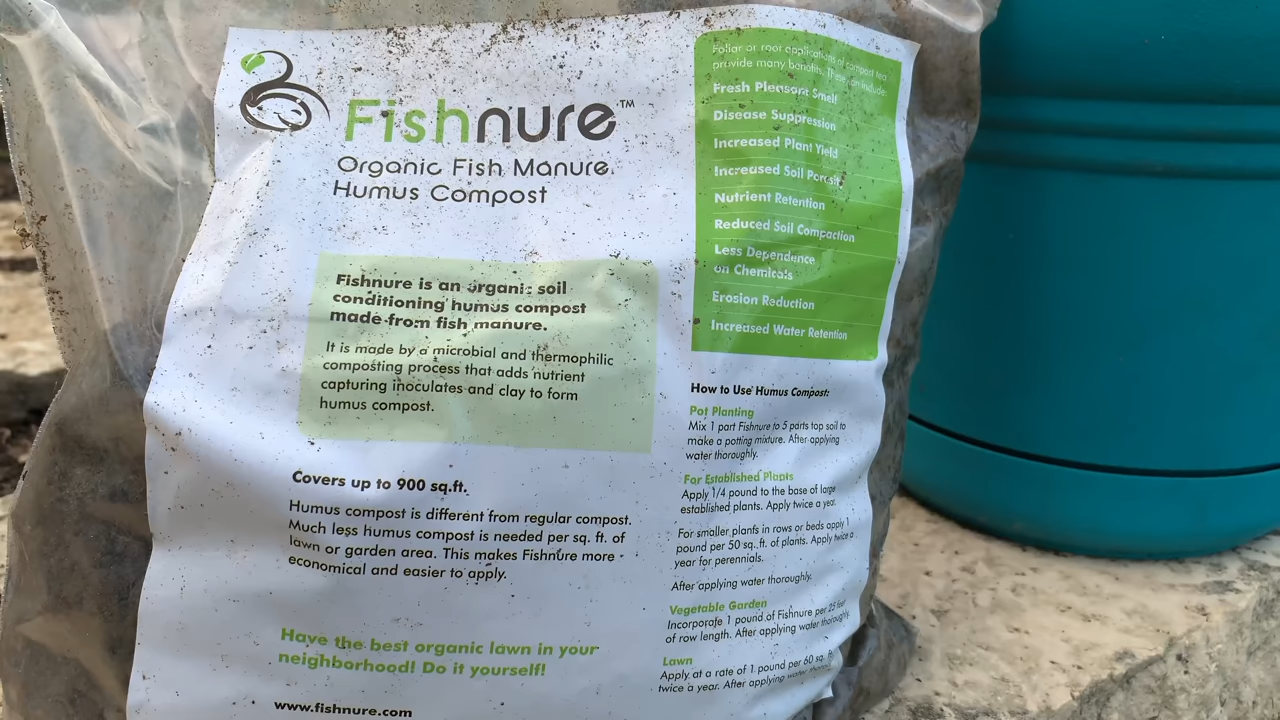 Fishnure™
Organic Fish Manure
Humus Compost
Fishnure is an organic soil
conditioning humus compost
made from fish manure.
It is made by a microbial and thermophilic
composting process that adds nutrient
capturing inoculates and clay to form
humus compost.
Covers up to 900 sq.ft.
Humus compost is different from regular compost.
Much less humus compost is needed per sq. ft. of
lawn or garden area. This makes Fishnure more
economical and easier to apply.
Have the best organic lawn in your
neighborhood! Do it yourself!
www.fishnure.com
Foliar or root applications of compost tea
provide many benefits. These can include:
Fresh Pleasant Smell
Disease Suppression
Increased Plant Yield
Increased Soil Porosity
Nutrient Retention
Reduced Soil Compaction
Less Dependence
on Chemicals
Erosion Reduction
Increased Water Retention
How to Use Humus Compost:
Pot Planting
Mix 1 part Fishnure to 5 parts top soil to
make a potting mixture. After applying
water thoroughly.
For Established Plants
Apply 1/4 pound to the base of large
established plants. Apply twice a year.
For smaller plants in rows or beds apply 1
pound per 50 sq. ft. of plants. Apply twice a
year for perennials.
After applying water thoroughly.
Vegetable Garden
Incorporate 1 pound of Fishnure per 25 feet
of row length. After applying water thoroughly.
Lawn
Apply at a rate of 1 pound per 60 sq. ft.
twice a year. After applying water thoroughly.